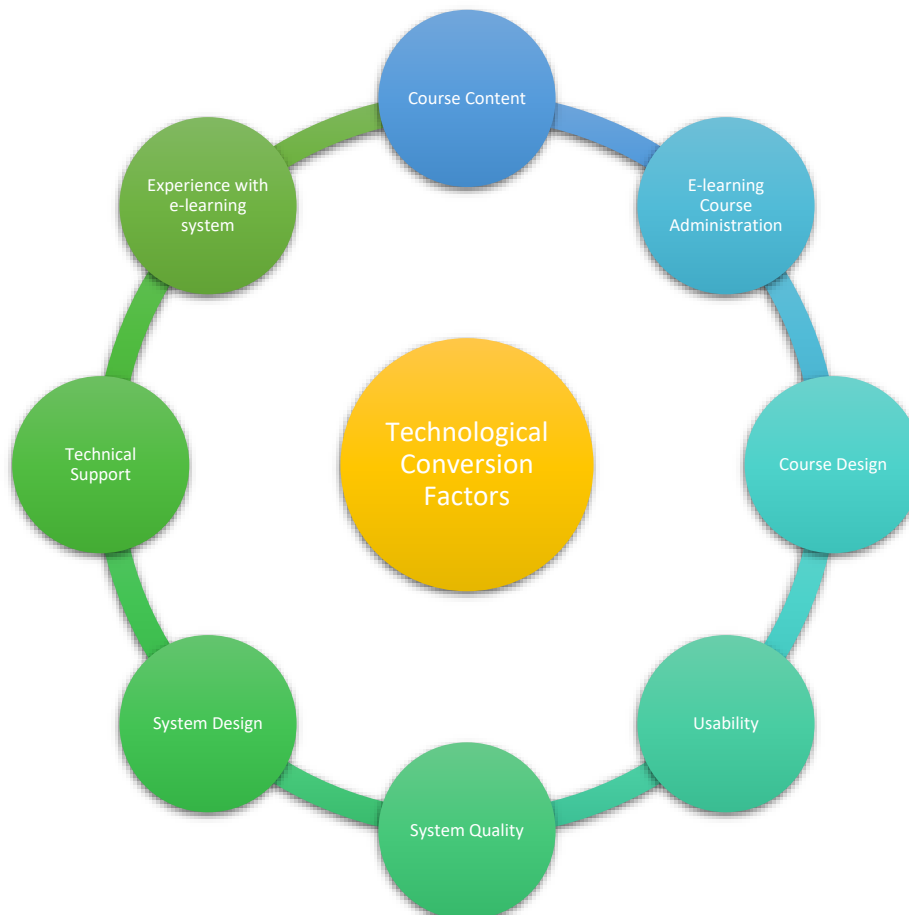 Course Content
E-learning
Course
Administration
Course Design
Usability
System Quality
System Design
Technical
Support
Experience with
e-learning
system
Technological
Conversion
Factors